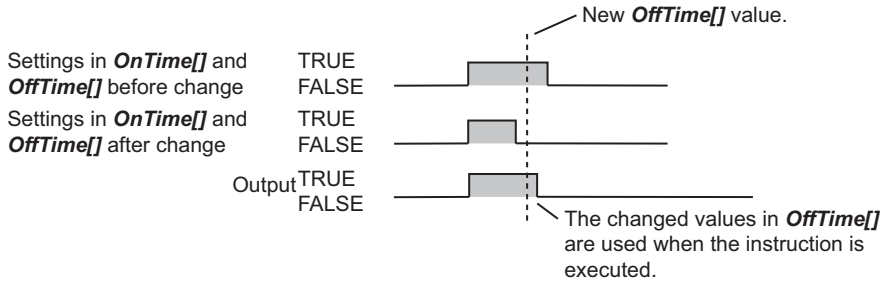 New OffTime[] value.
Settings in OnTime[] and
OffTime[] before change
TRUE
FALSE
Settings in OnTime[] and
OffTime[] after change
TRUE
FALSE
Output
TRUE
FALSE
The changed values in OffTime[]
are used when the instruction is
executed.